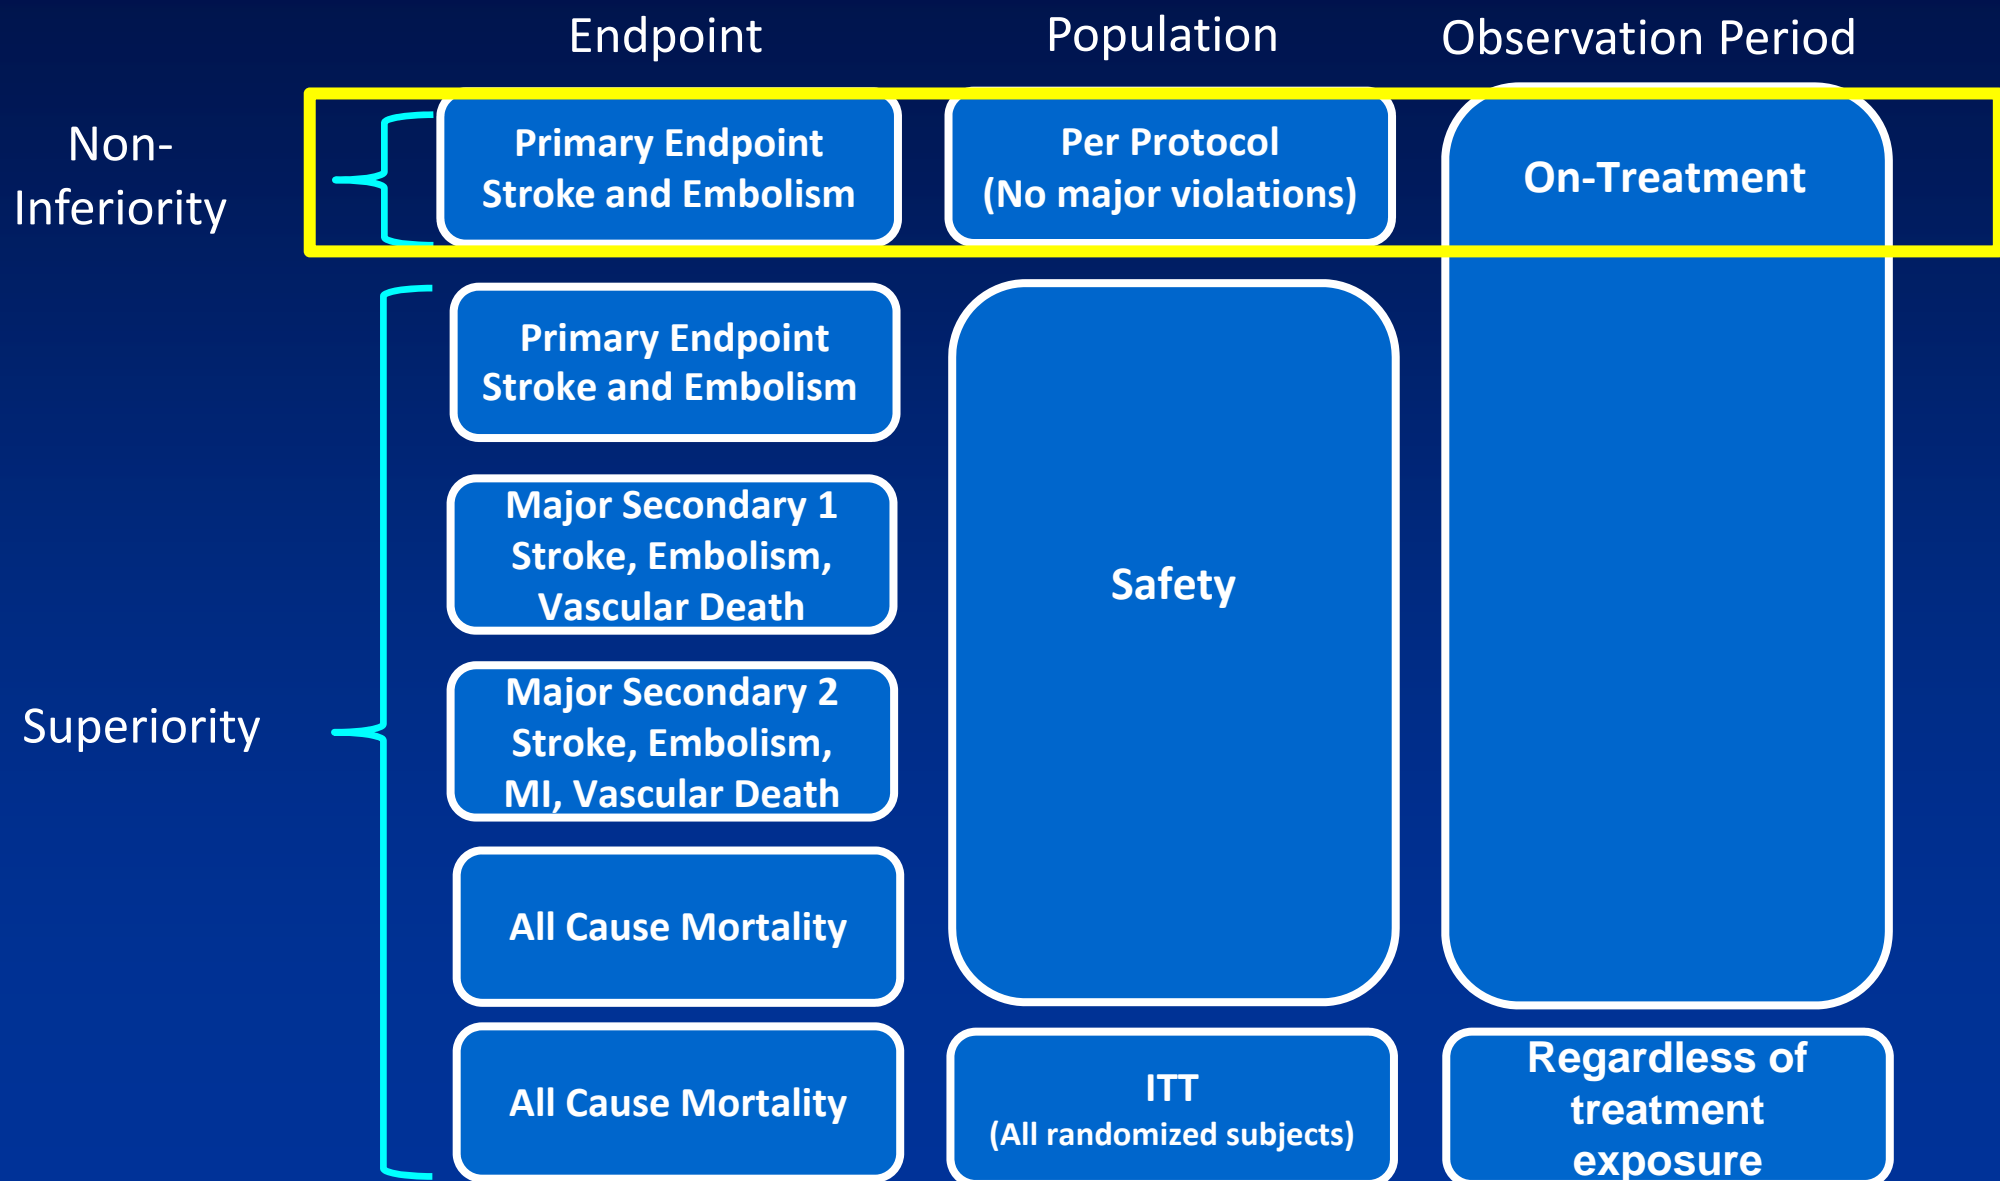 Endpoint
Population
Observation Period
Non-
Inferiority
Primary Endpoint
Stroke and Embolism
Per Protocol
(No major violations)
On-Treatment
Superiority
Primary Endpoint
Stroke and Embolism
Major Secondary 1
Stroke, Embolism,
Vascular Death
Major Secondary 2
Stroke, Embolism,
MI, Vascular Death
All Cause Mortality
Safety
All Cause Mortality
ITT
(All randomized subjects)
Regardless of
treatment
exposure